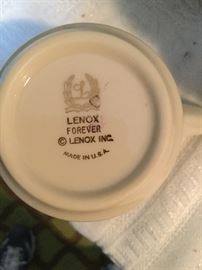 L
LENOX
FOREVER
© LENOX INC.
MADE IN U.S.A.